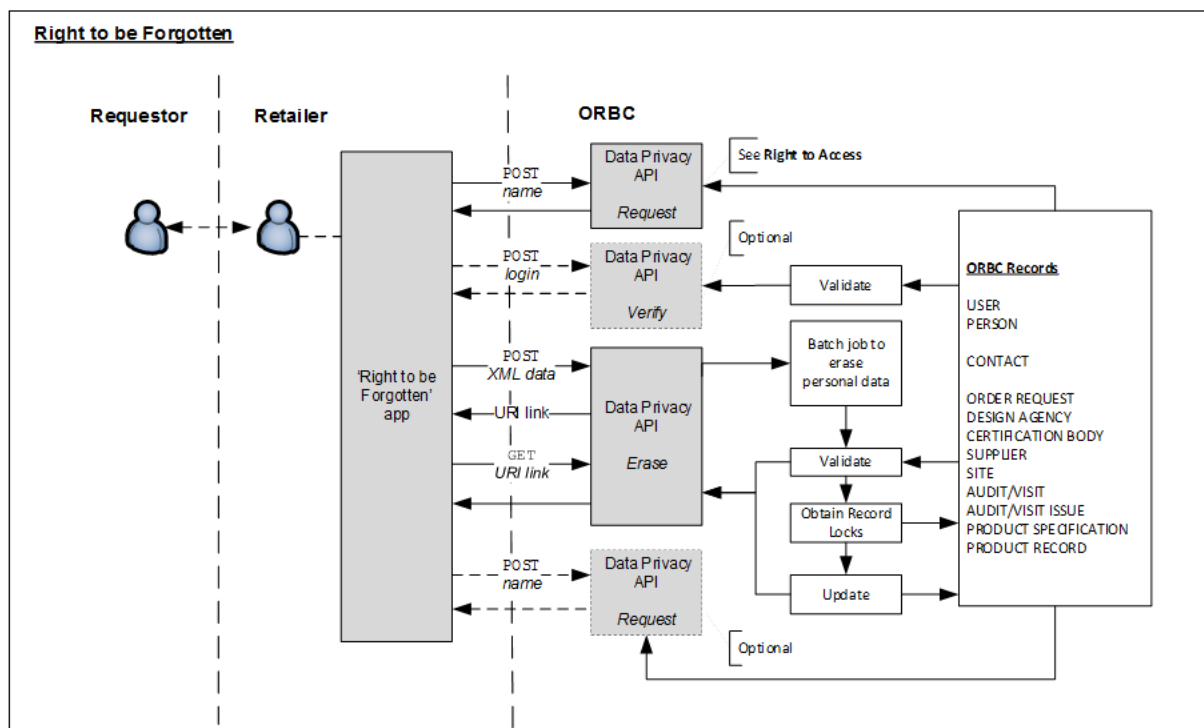 Right to be Forgotten
Requestor
Retailer
ORBC
'Right to be
Forgotten'
app
POST
name
Data Privacy
API
Request
See Right to Access
POST
login
Data Privacy
API
Verify
Optional
Validate
POST
XML data
URI link
GET
URI link
Data Privacy
API
Erase
Batch job to
erase
personal data
Validate
Obtain Record
Locks
Update
POST
name
Data Privacy
API
Request
Optional
ORBC Records
USER
PERSON
CONTACT
ORDER REQUEST
DESIGN AGENCY
CERTIFICATION BODY
SUPPLIER
SITE
AUDIT/VISIT
AUDIT/VISIT ISSUE
PRODUCT SPECIFICATION
PRODUCT RECORD